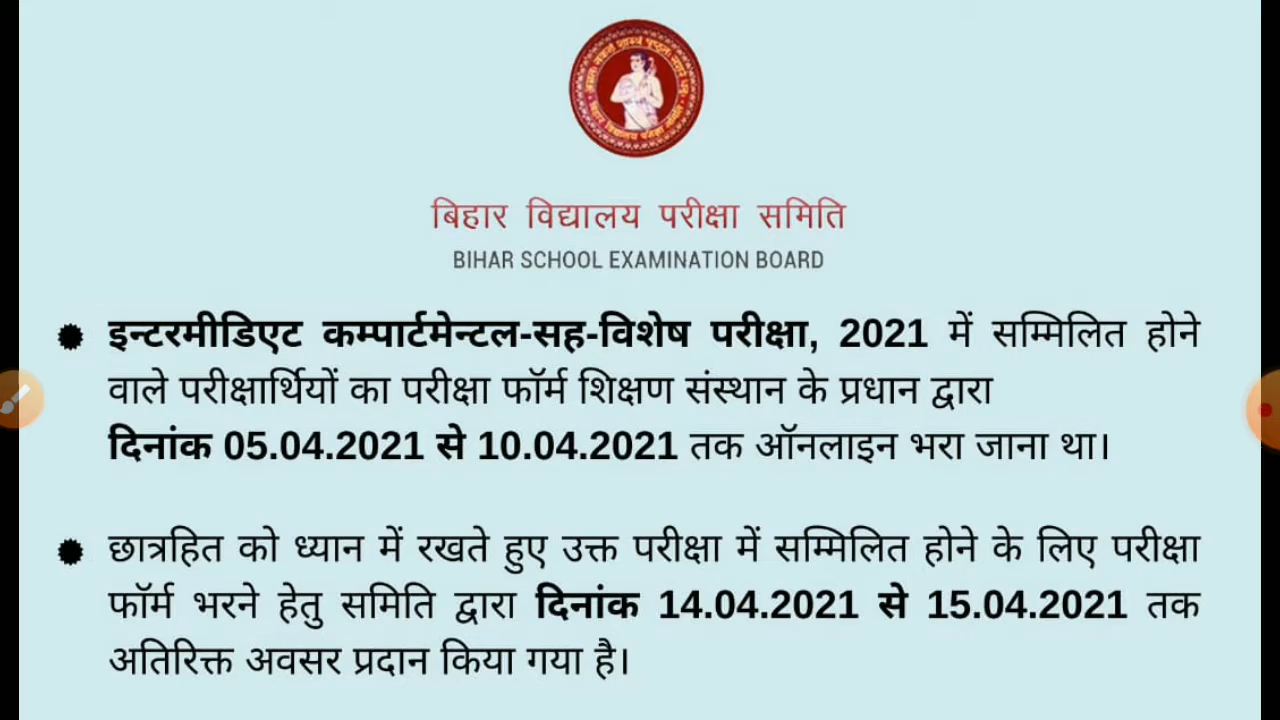 बिहार विद्यालय परीक्षा समिति
BIHAR SCHOOL EXAMINATION BOARD
इन्टरमीडिएट कम्पार्टमेन्टल-सह-विशेष परीक्षा, 2021 में सम्मिलित होने
वाले परीक्षार्थियों का परीक्षा फॉर्म शिक्षण संस्थान के प्रधान द्वारा
दिनांक 05.04.2021 से 10.04.2021 तक ऑनलाइन भरा जाना था।
छात्रहित को ध्यान में रखते हुए उक्त परीक्षा में सम्मिलित होने के लिए परीक्षा
फॉर्म भरने हेतु समिति द्वारा दिनांक 14.04.2021 से 15.04.2021 तक
अतिरिक्त अवसर प्रदान किया गया है।